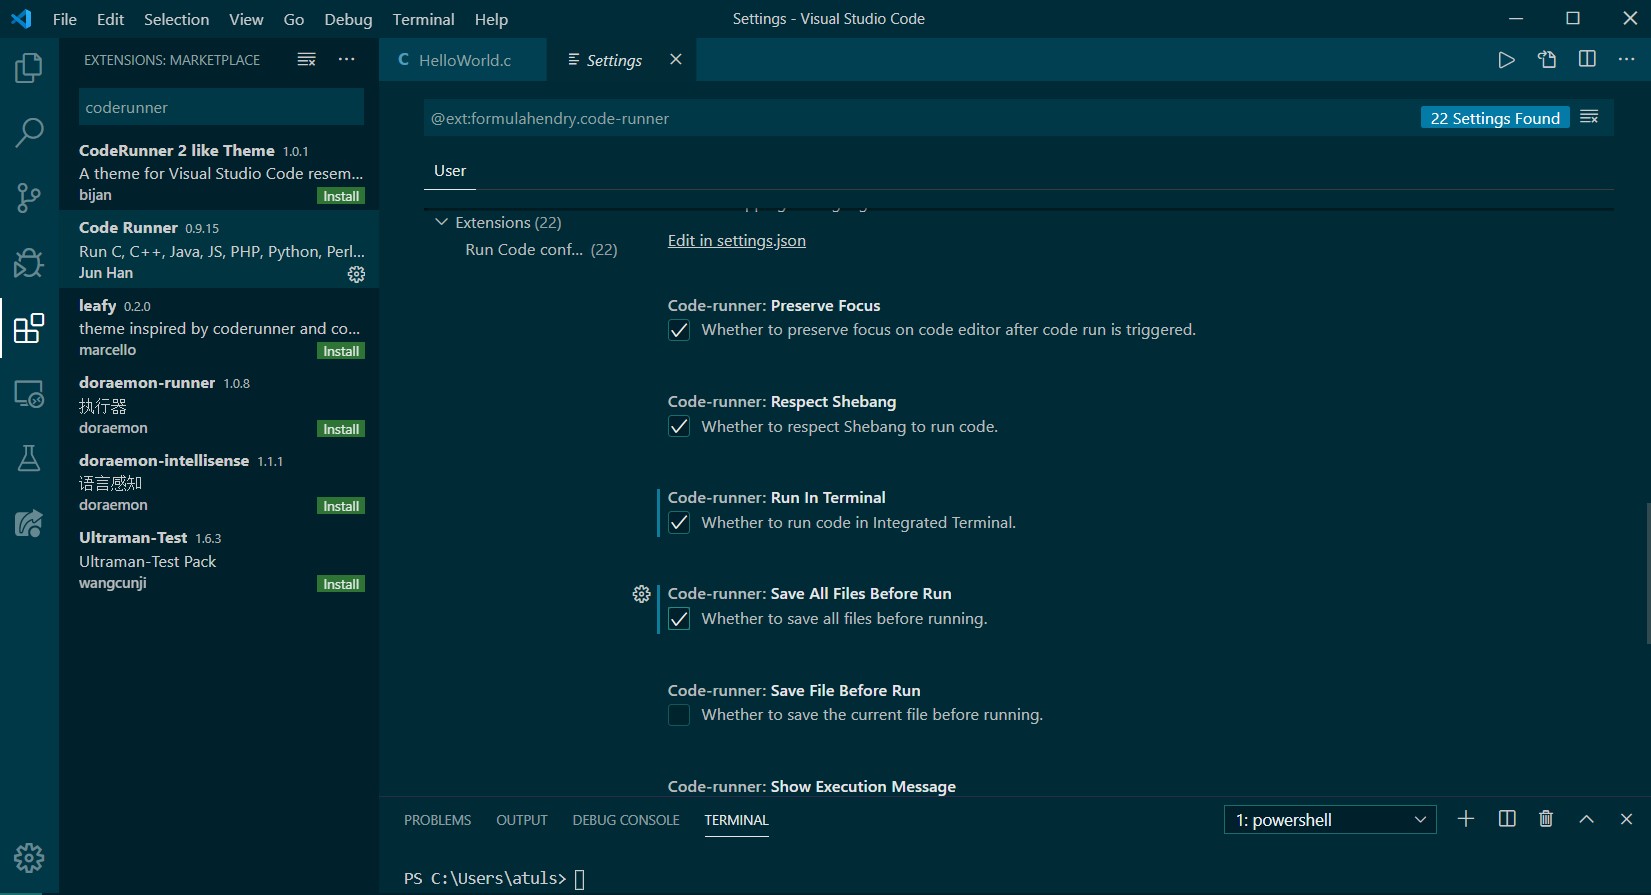 File Edit Selection View Go Debug Terminal Help
Settings - Visual Studio Code
EXTENSIONS: MARKETPLACE
coderunner
CodeRunner 2 like Theme 1.0.1
A theme for Visual Studio Code resem...
bijan
Install
Code Runner 0.9.15
Run C, C++, Java, JS, PHP, Python, Perl...
Jun Han
leafy 0.2.0
theme inspired by coderunner and co...
marcello
Install
doraemon-runner 1.0.8
执行器
doraemon
Install
doraemon-intellisense 1.1.1
语言感知
doraemon
Install
Ultraman-Test 1.6.3
Ultraman-Test Pack
wangcunji
Install
C HelloWorld.c
Settings
@ext:formulahendry.code-runner
22 Settings Found
User
Extensions (22)
Run Code conf... (22)
Edit in settings.json
Code-runner: Preserve Focus
Whether to preserve focus on code editor after code run is triggered.
Code-runner: Respect Shebang
Whether to respect Shebang to run code.
Code-runner: Run In Terminal
Whether to run code in Integrated Terminal.
Code-runner: Save All Files Before Run
Whether to save all files before running.
Code-runner: Save File Before Run
Whether to save the current file before running.
Code-runner: Show Execution Message
PROBLEMS OUTPUT DEBUG CONSOLE TERMINAL
1: powershell
PS C:\Users\atuls>